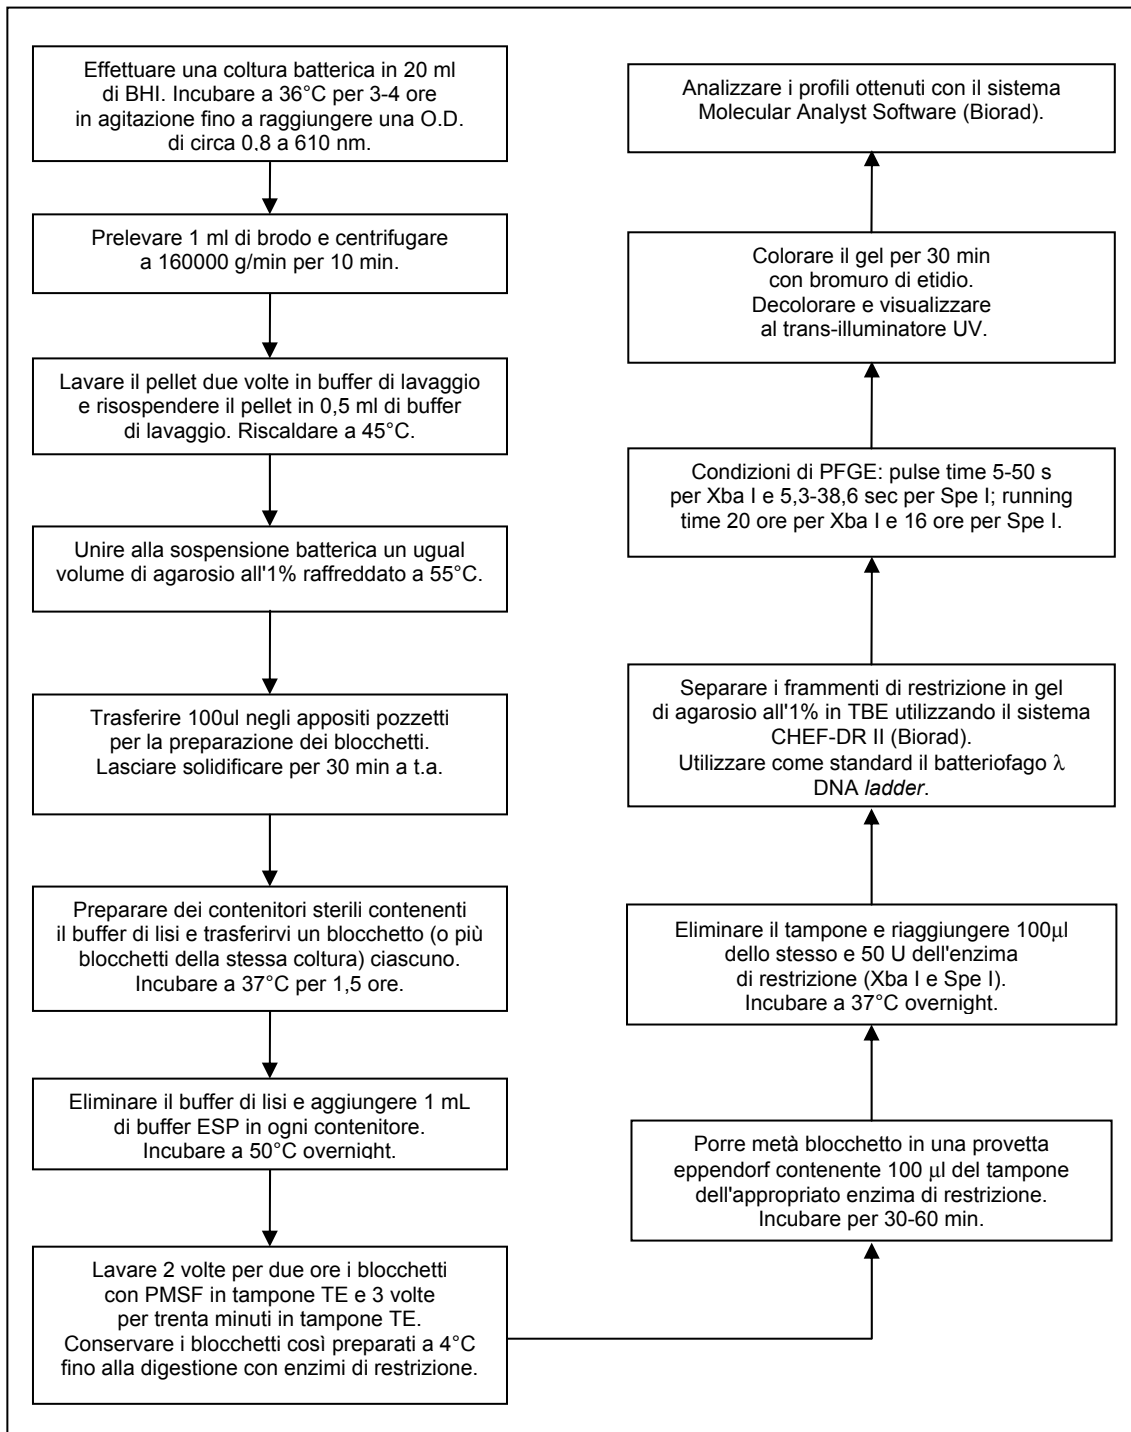 Effettuare una coltura batterica in 20 ml
di BHI. Incubare a 36°C per 3-4 ore
in agitazione fino a raggiungere una O.D.
di circa 0.8 a 610 nm.
Prelevare 1 ml di brodo e centrifugare
a 160000 g/min per 10 min.
Lavare il pellet due volte in buffer di lavaggio
e risospendere il pellet in 0,5 ml di buffer
di lavaggio. Riscaldare a 45°C.
Unire alla sospensione batterica un ugual
volume di agarosio all'1% raffreddato a 55°C.
Trasferire 100ul negli appositi pozzetti
per la preparazione dei blocchetti.
Lasciare solidificare per 30 min a t.a.
Preparare dei contenitori sterili contenenti
il buffer di lisi e trasferirvi un blocchetto (o più
blocchetti della stessa coltura) ciascuno.
Incubare a 37°C per 1,5 ore.
Eliminare il buffer di lisi e aggiungere 1 mL
di buffer ESP in ogni contenitore.
Incubare a 50°C overnight.
Lavare 2 volte per due ore i blocchetti
con PMSF in tampone TE e 3 volte
per trenta minuti in tampone TE.
Conservare i blocchetti così preparati a 4°C
fino alla digestione con enzimi di restrizione.
Porre metà blocchetto in una provetta
eppendorf contenente 100 μl del tampone
dell'appropriato enzima di restrizione.
Incubare per 30-60 min.
Eliminare il tampone e riaggiungere 100μl
dello stesso e 50 U dell'enzima
di restrizione (Xba I e Spe I).
Incubare a 37°C overnight.
Separare i frammenti di restrizione in gel
di agarosio all'1% in TBE utilizzando il sistema
CHEF-DR II (Biorad).
Utilizzare come standard il batteriofago λ
DNA ladder.
Condizioni di PFGE: pulse time 5-50 s
per Xba I e 5,3-38,6 sec per Spe I; running
time 20 ore per Xba I e 16 ore per Spe I.
Colorare il gel per 30 min
con bromuro di etidio.
Decolorare e visualizzare
al trans-illuminatore UV.
Analizzare i profili ottenuti con il sistema
Molecular Analyst Software (Biorad).